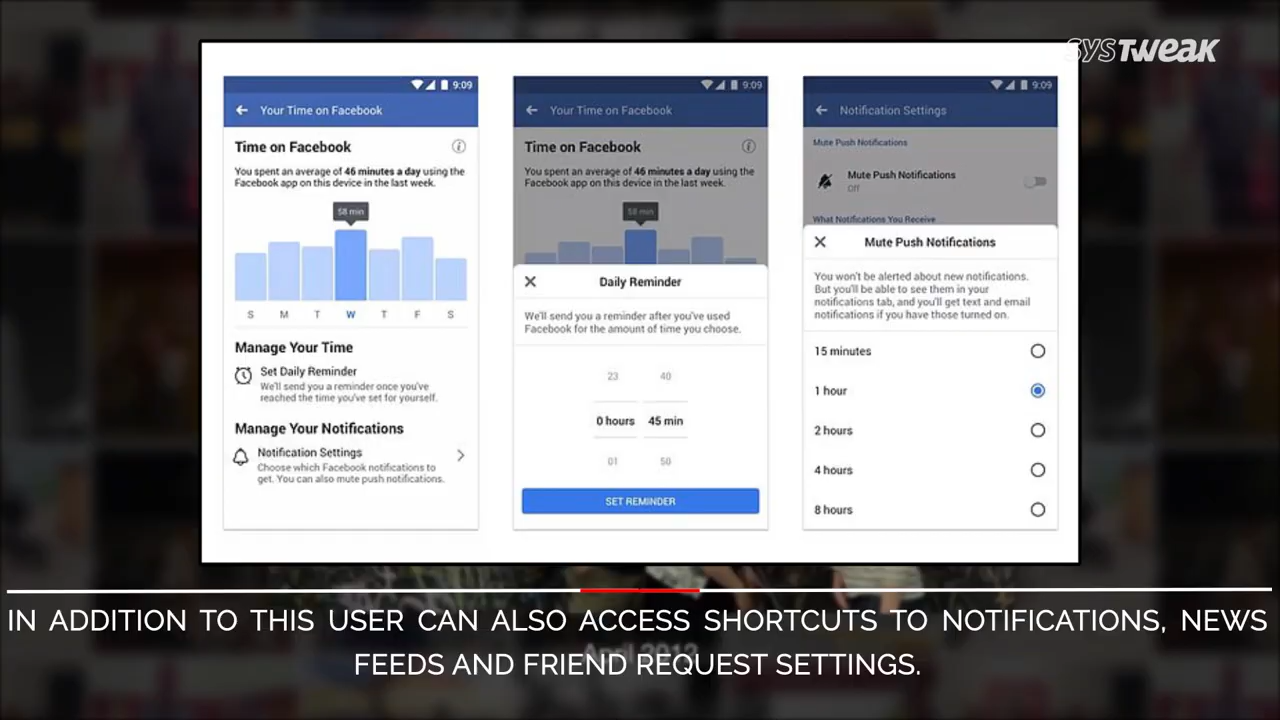 SYSTWEAK
9:09
Your Time on Facebook
Time on Facebook
You spent an average of 46 minutes a day using the
Facebook app on this device in the last week.
58 min
S M T W T F S
Manage Your Time
Set Daily Reminder
We'll send you a reminder once you've
reached the time you've set for yourself.
Manage Your Notifications
Notification Settings
Choose which Facebook notifications to
get. You can also mute push notifications.
9:09
Your Time on Facebook
Time on Facebook
You spent an average of 46 minutes a day using the
Facebook app on this device in the last week.
58 min
Daily Reminder
We'll send you a reminder after you've used
Facebook for the amount of time you choose.
23 40
0 hours 45 min
01 50
SET REMINDER
9:09
Notification Settings
Mute Push Notifications
Mute Push Notifications
Off
What Notifications You Receive
Mute Push Notifications
You won't be alerted about new notifications.
But you'll be able to see them in your
notifications tab, and you'll get text and email
notifications if you have those turned on.
15 minutes
1 hour
2 hours
4 hours
8 hours
IN ADDITION TO THIS USER CAN ALSO ACCESS SHORTCUTS TO NOTIFICATIONS, NEWS
FEEDS AND FRIEND REQUEST SETTINGS.